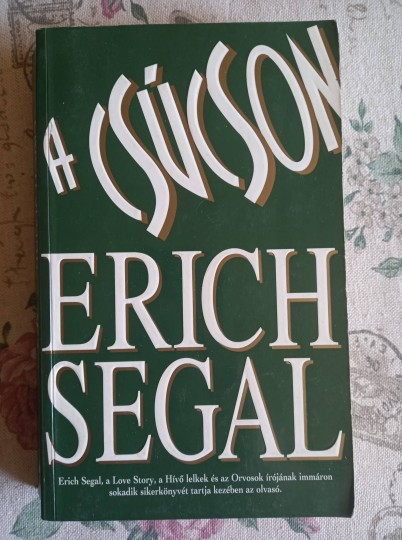 A CSÚCSON
ERICH
SEGAL
Erich Segal, a Love Story, a Hívő lelkek és az Orvosok írójának immáron
sokadik sikerkönyvét tartja kezében az olvasó.